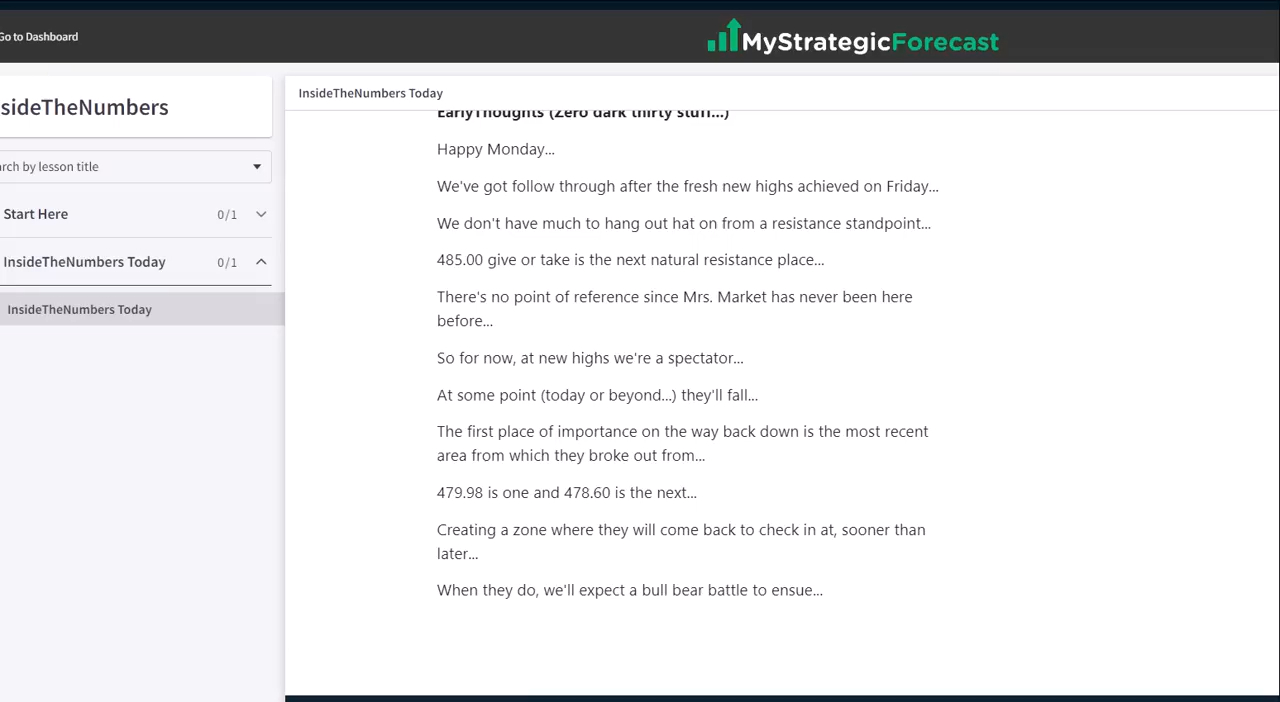 Go to Dashboard
MyStrategicForecast
sideTheNumbers
InsideTheNumbers Today
rch by lesson title
Start Here 0/1
InsideTheNumbers Today 0/1
InsideTheNumbers Today
EarlyThoughts (Zero dark thirty stuff...)
Happy Monday...
We've got follow through after the fresh new highs achieved on Friday...
We don't have much to hang out hat on from a resistance standpoint...
485.00 give or take is the next natural resistance place...
There's no point of reference since Mrs. Market has never been here
before...
So for now, at new highs we're a spectator...
At some point (today or beyond...) they'll fall...
The first place of importance on the way back down is the most recent
area from which they broke out from...
479.98 is one and 478.60 is the next...
Creating a zone where they will come back to check in at, sooner than
later...
When they do, we'll expect a bull bear battle to ensue...